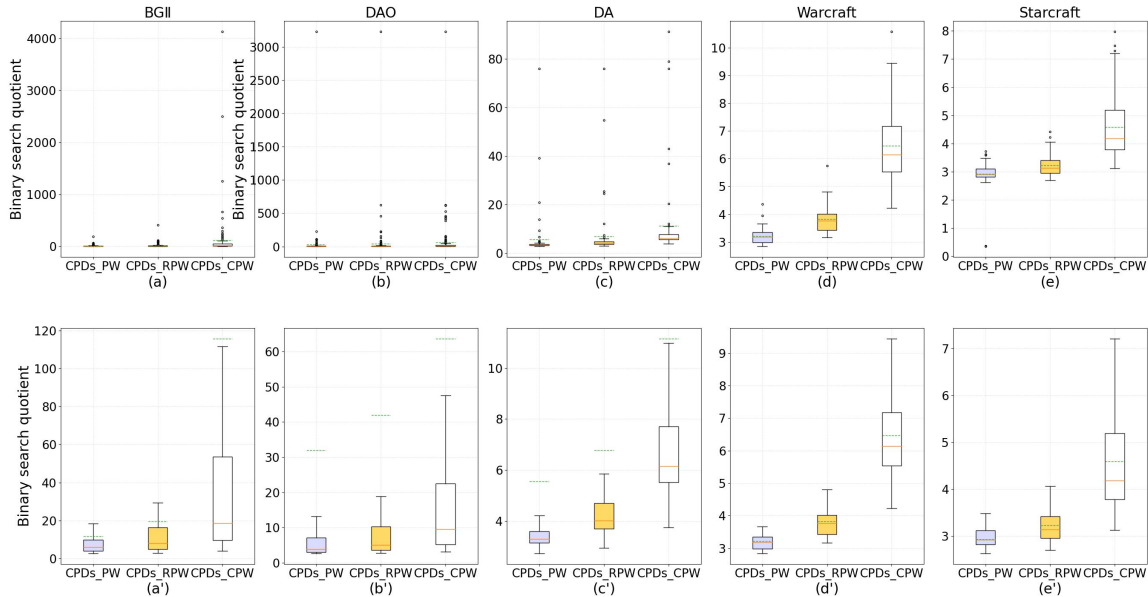 BGII DAO DA Warcraft Starcraft
Binary search quotient
4000
3000
2000
1000
0
CPDs_PW CPDs_RPW CPDs_CPW
(a)
Binary search quotient
3000
2500
2000
1500
1000
500
0
CPDs_PW CPDs_RPW CPDs_CPW
(b)
80
60
40
20
0
CPDs_PW CPDs_RPW CPDs_CPW
(c)
10
9
8
7
6
5
4
3
CPDs_PW CPDs_RPW CPDs_CPW
(d)
8
7
6
5
4
3
2
1
0
CPDs_PW CPDs_RPW CPDs_CPW
(e)
Binary search quotient
120
100
80
60
40
20
0
CPDs_PW CPDs_RPW CPDs_CPW
(a')
60
50
40
30
20
10
0
CPDs_PW CPDs_RPW CPDs_CPW
(b')
10
8
6
4
CPDs_PW CPDs_RPW CPDs_CPW
(c')
9
8
7
6
5
4
3
CPDs_PW CPDs_RPW CPDs_CPW
(d')
7
6
5
4
3
CPDs_PW CPDs_RPW CPDs_CPW
(e')